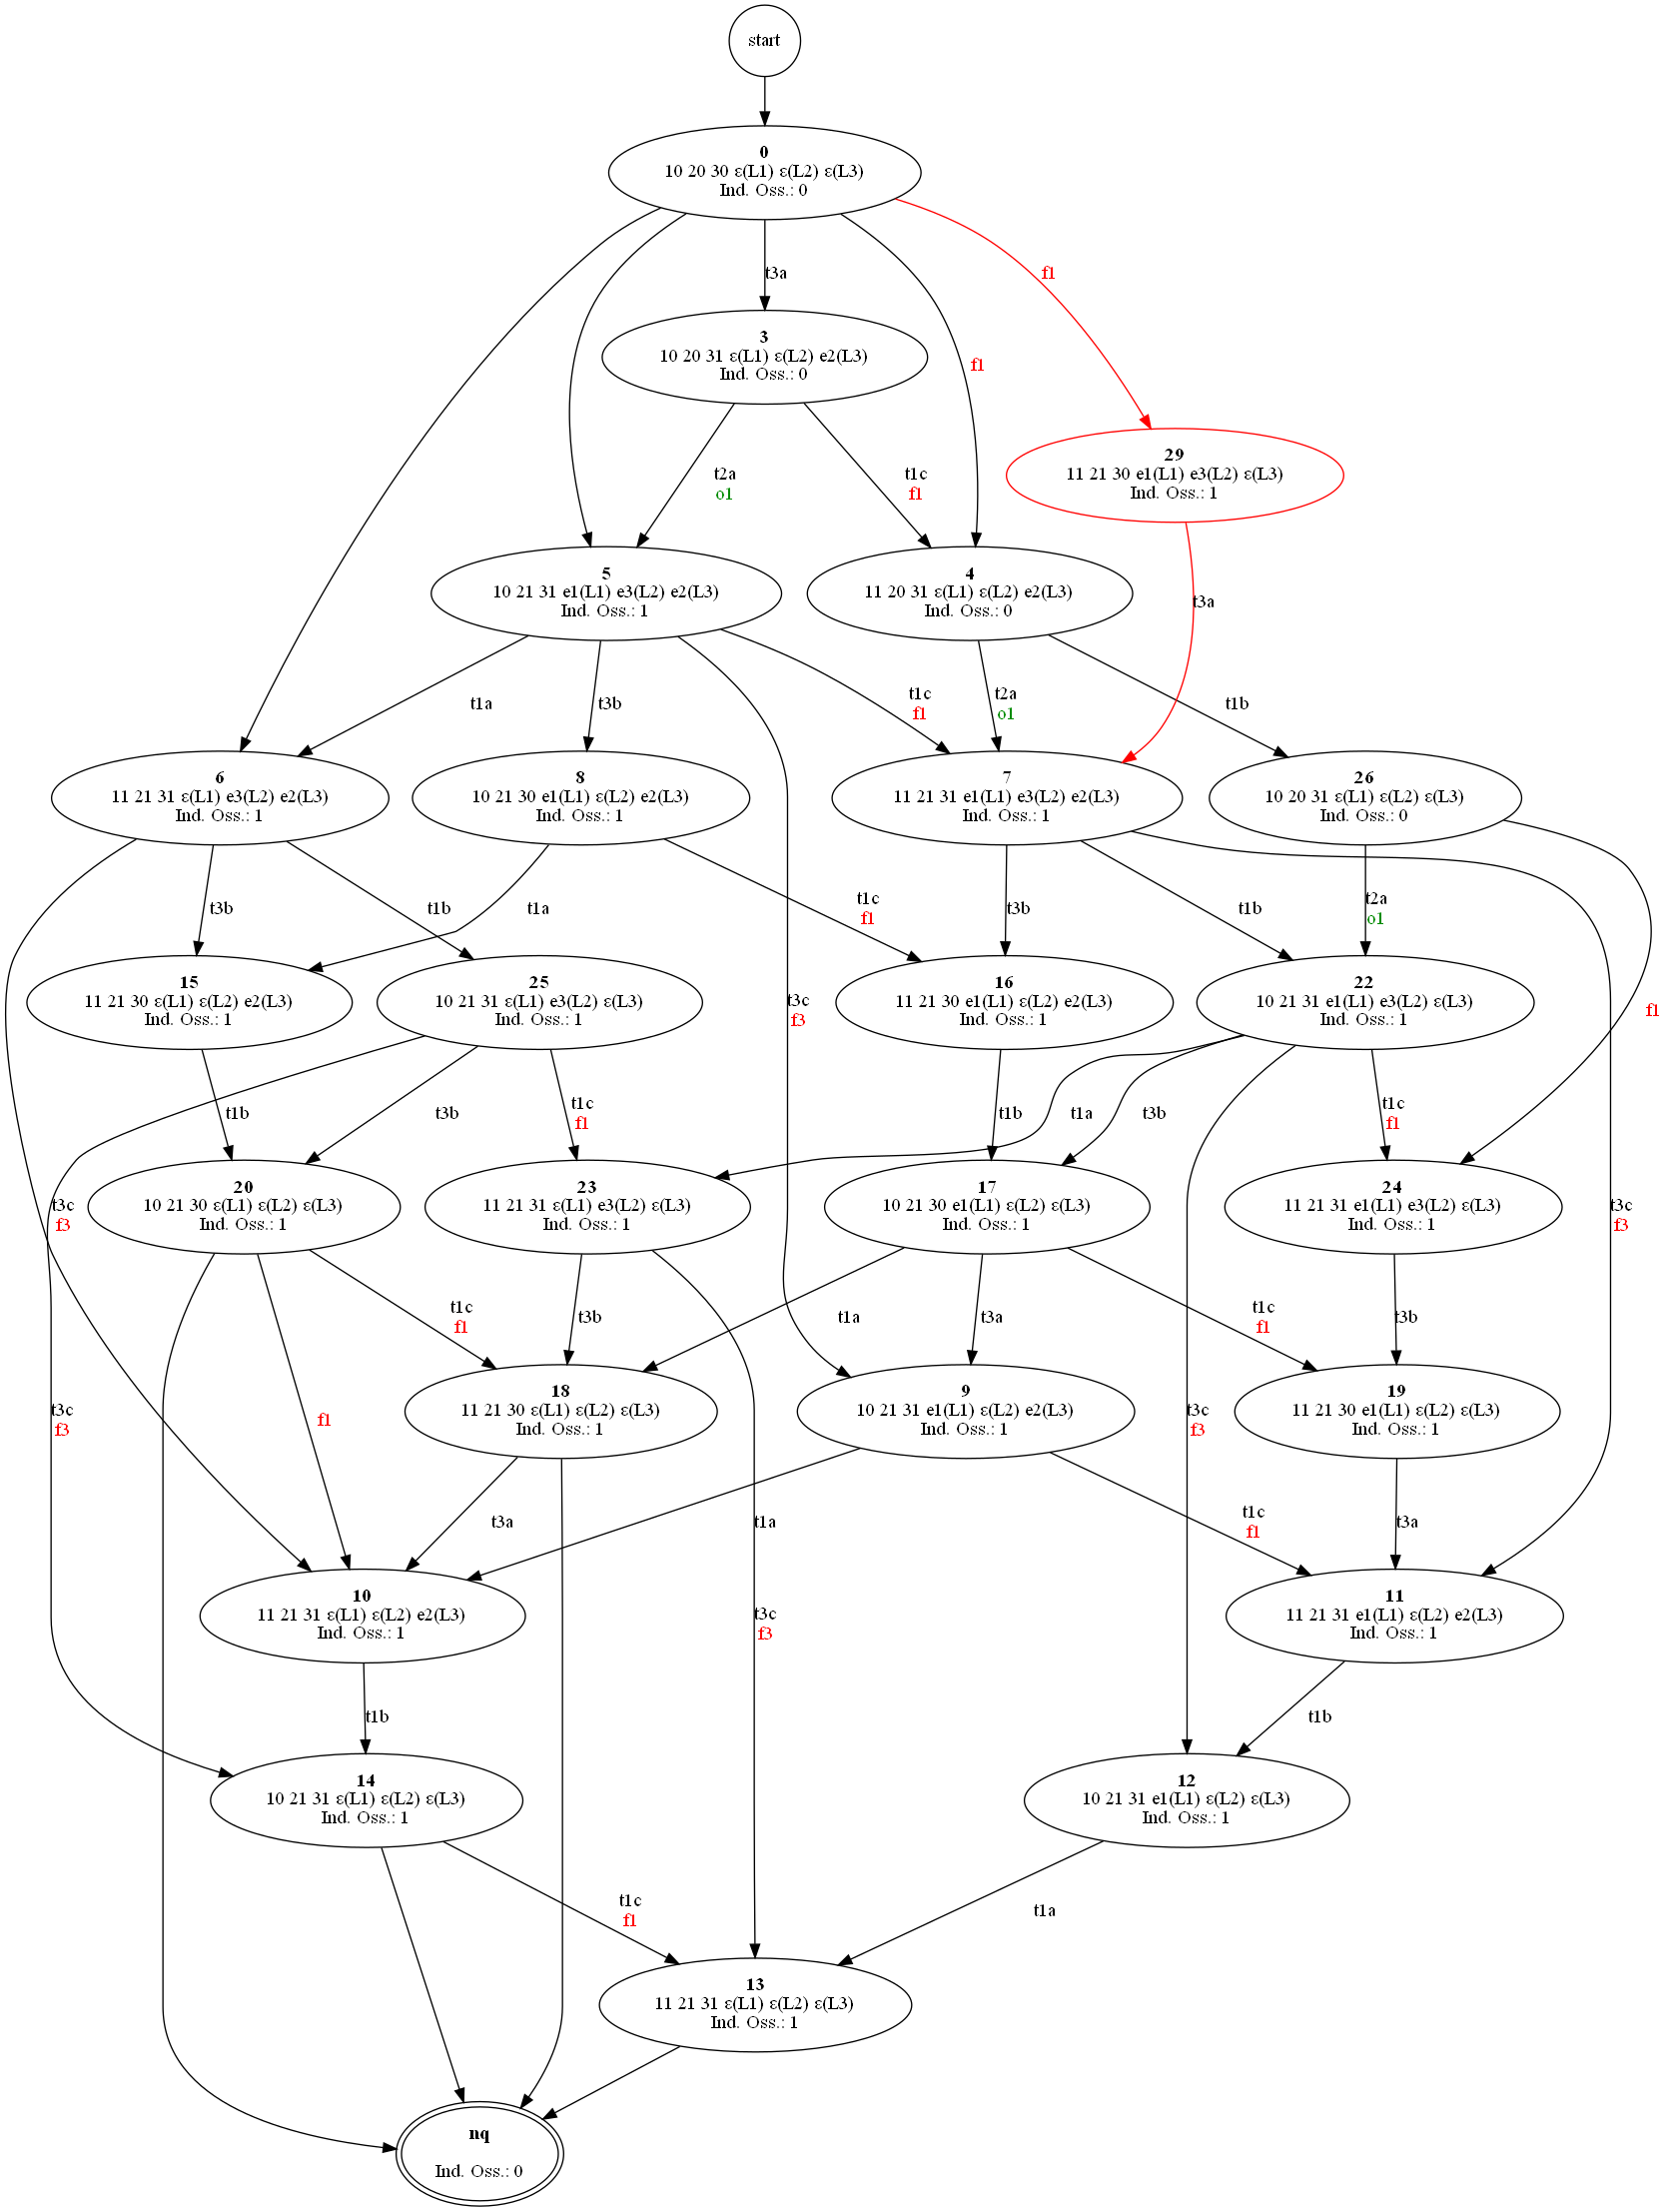 start
0
10 20 30 ε(L1) ε(L2) ε(L3)
Ind. Oss.: 0
t3a
f1
3
10 20 31 ε(L1) ε(L2) e2(L3)
Ind. Oss.: 0
f1
29
11 21 30 e1(L1) e3(L2) ε(L3)
Ind. Oss.: 1
t2a
o1
t1c
f1
5
10 21 31 e1(L1) e3(L2) e2(L3)
Ind. Oss.: 1
4
11 20 31 ε(L1) ε(L2) e2(L3)
Ind. Oss.: 0
t3a
t1a
t3b
t1c
f1
t2a
o1
t1b
6
11 21 31 ε(L1) e3(L2) e2(L3)
Ind. Oss.: 1
8
10 21 30 e1(L1) ε(L2) e2(L3)
Ind. Oss.: 1
7
11 21 31 e1(L1) e3(L2) e2(L3)
Ind. Oss.: 1
26
10 20 31 ε(L1) ε(L2) ε(L3)
Ind. Oss.: 0
t3b
t1b
t1a
t1c
f1
t3b
t1b
t2a
o1
15
11 21 30 ε(L1) ε(L2) e2(L3)
Ind. Oss.: 1
25
10 21 31 ε(L1) e3(L2) ε(L3)
Ind. Oss.: 1
t3c
f3
16
11 21 30 e1(L1) ε(L2) e2(L3)
Ind. Oss.: 1
22
10 21 31 e1(L1) e3(L2) ε(L3)
Ind. Oss.: 1
f1
t1b
t3b
t1c
f1
t1b
t1a
t3b
t1c
f1
t3c
f3
20
10 21 30 ε(L1) ε(L2) ε(L3)
Ind. Oss.: 1
23
11 21 31 ε(L1) e3(L2) ε(L3)
Ind. Oss.: 1
17
10 21 30 e1(L1) ε(L2) ε(L3)
Ind. Oss.: 1
24
11 21 31 e1(L1) e3(L2) ε(L3)
Ind. Oss.: 1
t3c
f3
t1c
f1
t3b
t1a
t3a
t1c
f1
t3b
t3c
f3
18
11 21 30 ε(L1) ε(L2) ε(L3)
Ind. Oss.: 1
9
10 21 31 e1(L1) ε(L2) e2(L3)
Ind. Oss.: 1
t3c
f3
19
11 21 30 e1(L1) ε(L2) ε(L3)
Ind. Oss.: 1
f1
t3a
t1a
t1c
f1
t3a
10
11 21 31 ε(L1) ε(L2) e2(L3)
Ind. Oss.: 1
t3c
f3
11
11 21 31 e1(L1) ε(L2) e2(L3)
Ind. Oss.: 1
t1b
t1b
14
10 21 31 ε(L1) ε(L2) ε(L3)
Ind. Oss.: 1
12
10 21 31 e1(L1) ε(L2) ε(L3)
Ind. Oss.: 1
t1c
f1
t1a
13
11 21 31 ε(L1) ε(L2) ε(L3)
Ind. Oss.: 1
nq
Ind. Oss.: 0